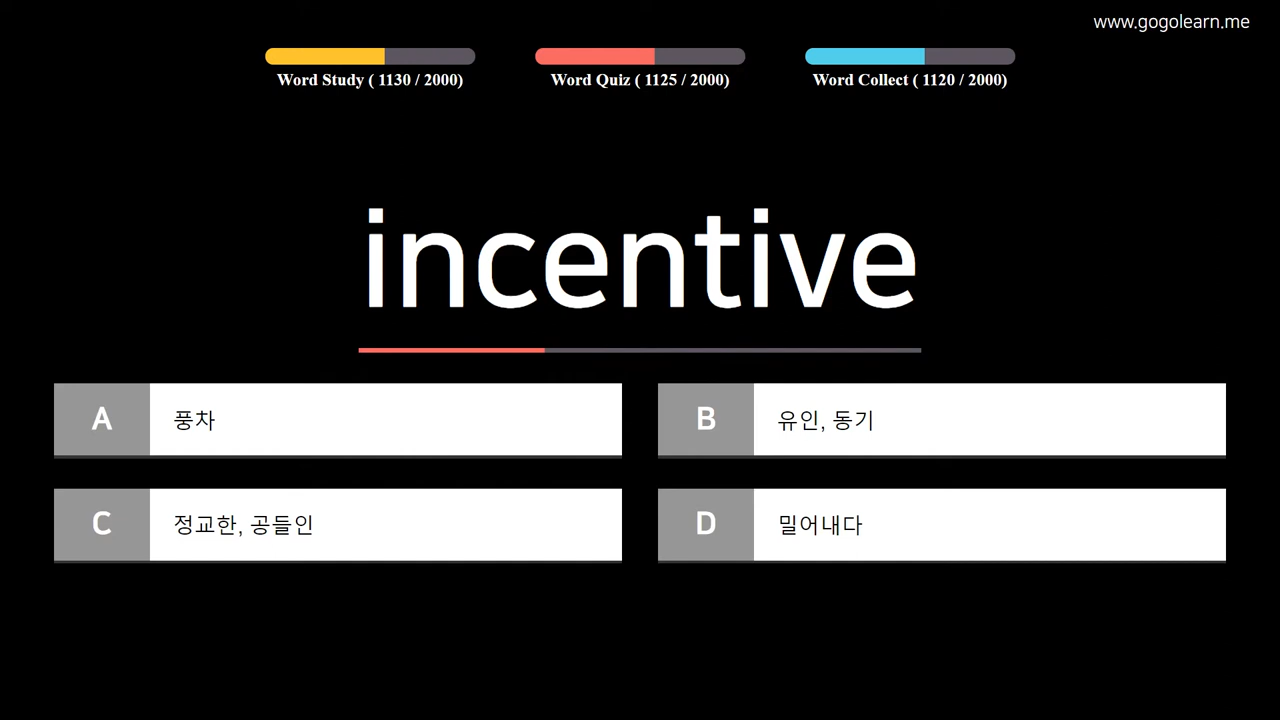 www.gogolearn.me
Word Study ( 1130 / 2000)
Word Quiz ( 1125 / 2000)
Word Collect ( 1120 / 2000)
incentive
A 풍차
B 유인, 동기
C 정교한, 공들인
D 밀어내다